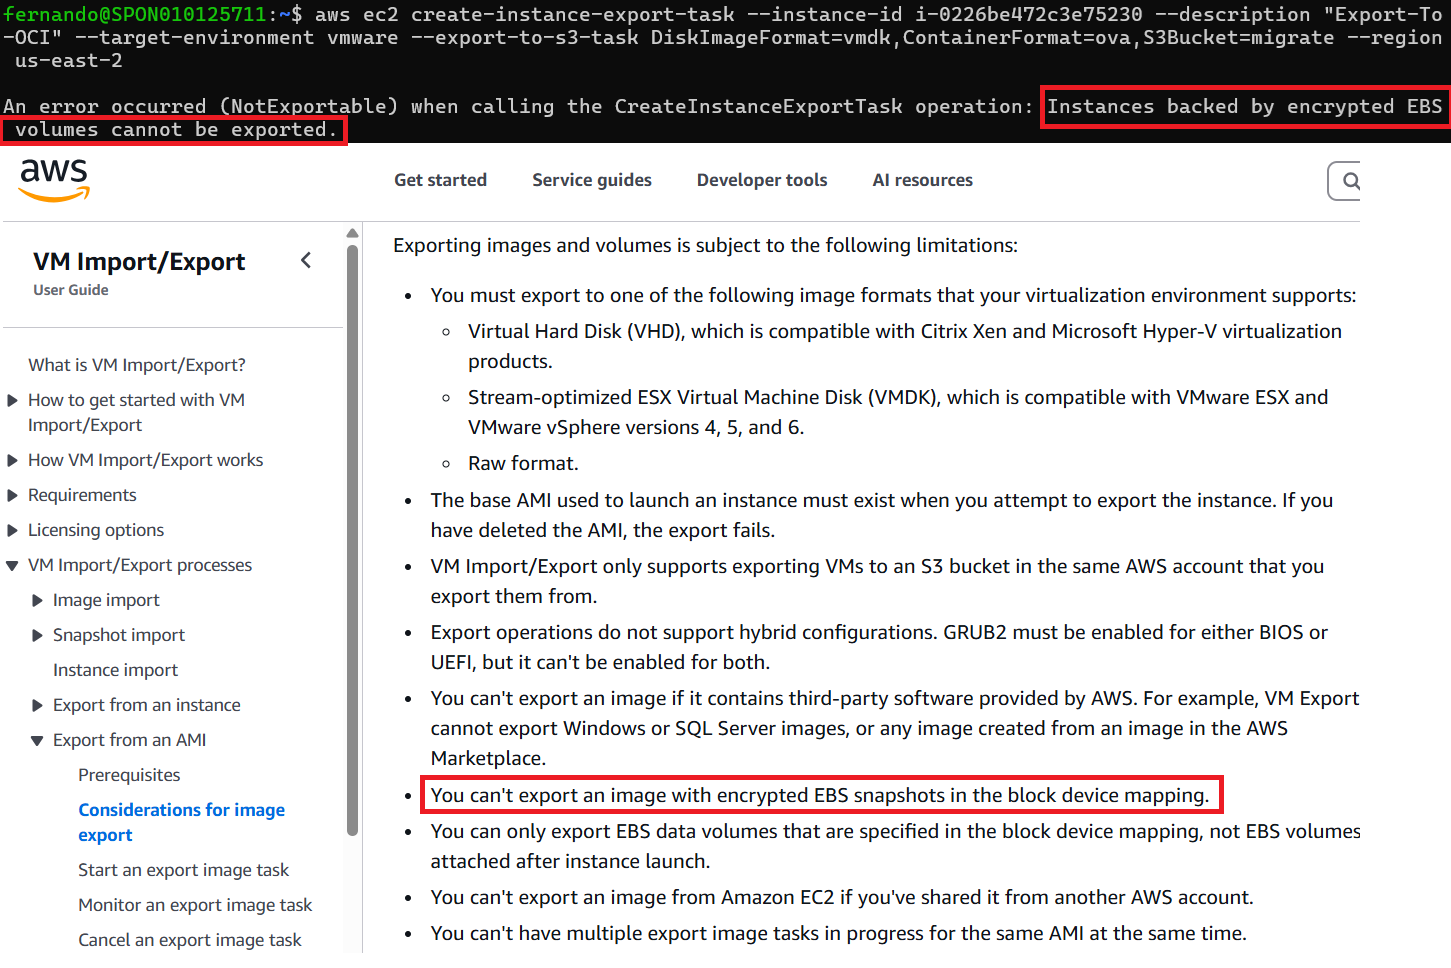 fernando@SPON010125711:~$ aws ec2 create-instance-export-task --instance-id i-0226be472c3e75230 --description "Export-To
-OCI" --target-environment vmware --export-to-s3-task DiskImageFormat=vmdk,ContainerFormat=ova,S3Bucket=migrate --region
us-east-2
An error occurred (NotExportable) when calling the CreateInstanceExportTask operation: Instances backed by encrypted EBS
volumes cannot be exported.
aws
Get started
Service guides
Developer tools
AI resources
VM Import/Export
User Guide
What is VM Import/Export?
How to get started with VM
Import/Export
How VM Import/Export works
Requirements
Licensing options
VM Import/Export processes
Image import
Snapshot import
Instance import
Export from an instance
Export from an AMI
Prerequisites
Considerations for image
export
Start an export image task
Monitor an export image task
Cancel an export image task
Exporting images and volumes is subject to the following limitations:
• You must export to one of the following image formats that your virtualization environment supports:
◦ Virtual Hard Disk (VHD), which is compatible with Citrix Xen and Microsoft Hyper-V virtualization
products.
◦ Stream-optimized ESX Virtual Machine Disk (VMDK), which is compatible with VMware ESX and
VMware vSphere versions 4, 5, and 6.
◦ Raw format.
• The base AMI used to launch an instance must exist when you attempt to export the instance. If you
have deleted the AMI, the export fails.
• VM Import/Export only supports exporting VMs to an S3 bucket in the same AWS account that you
export them from.
• Export operations do not support hybrid configurations. GRUB2 must be enabled for either BIOS or
UEFI, but it can't be enabled for both.
• You can't export an image if it contains third-party software provided by AWS. For example, VM Export
cannot export Windows or SQL Server images, or any image created from an image in the AWS
Marketplace.
• You can't export an image with encrypted EBS snapshots in the block device mapping.
• You can only export EBS data volumes that are specified in the block device mapping, not EBS volumes
attached after instance launch.
• You can't export an image from Amazon EC2 if you've shared it from another AWS account.
• You can't have multiple export image tasks in progress for the same AMI at the same time.